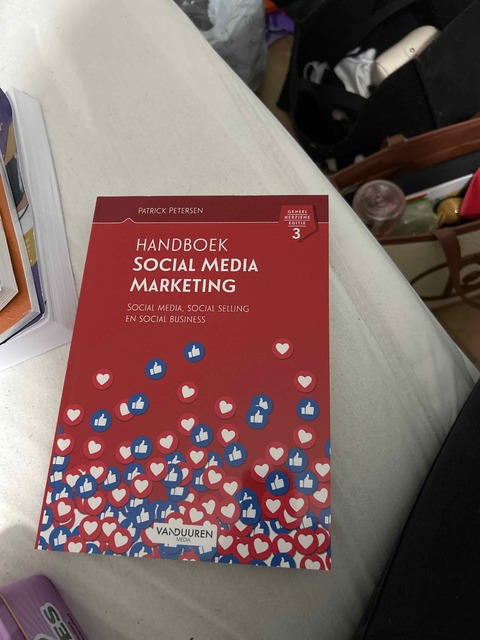 PATRICK PETERSEN
GEHEEL
HERZIENE
EDITIE
3
HANDBOEK
SOCIAL MEDIA
MARKETING
SOCIAL MEDIA, SOCIAL SELLING
EN SOCIAL BUSINESS
VAN DUUREN
MEDIA
ES